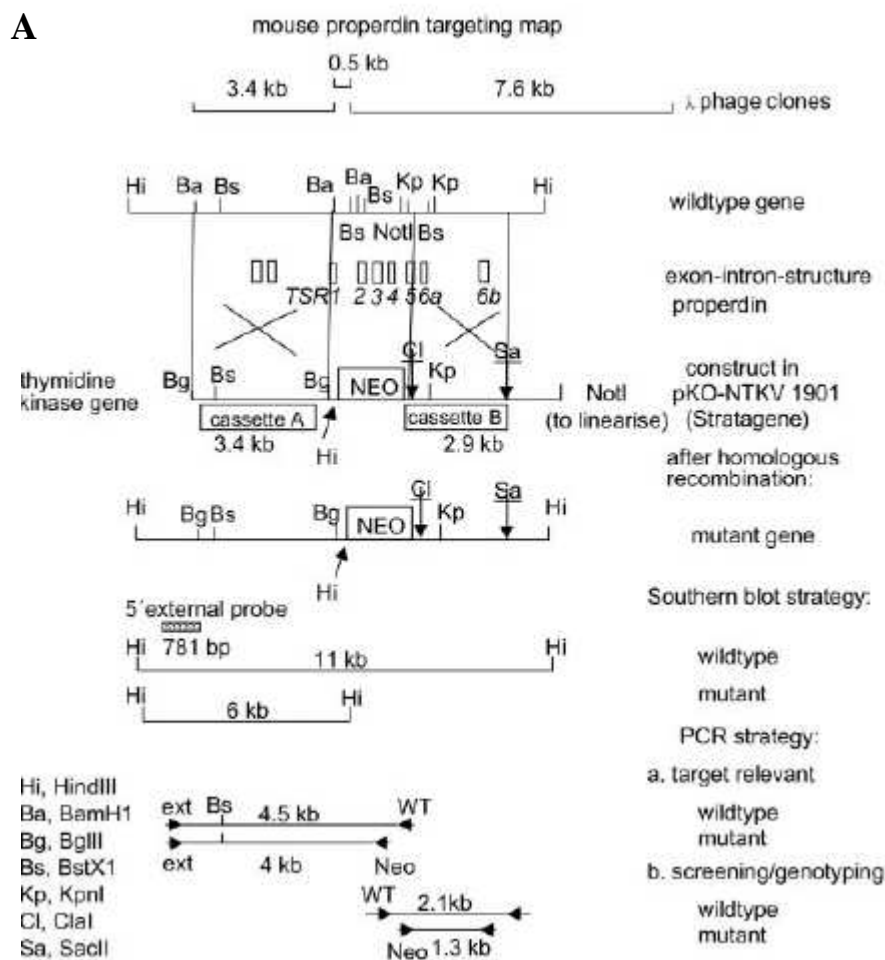 A
mouse properdin targeting map
0.5 kb
3.4 kb 7.6 kb
λ phage clones
Hi Ba Bs Ba Ba Bs Kp Kp Hi
wildtype gene
Bs NotI Bs
exon-intron-structure
TSR1 2 3 4 5 6a 6b
properdin
Cl Sa
thymidine Bg Bs Bg NEO Kp NotI construct in
kinase gene pKO-NTKV 1901
cassette A cassette B (to linearise) (Stratagene)
3.4 kb 2.9 kb
Hi
after homologous
recombination:
Cl Sa
Hi Bg Bs Bg NEO Kp Hi
mutant gene
Hi
5´external probe
Southern blot strategy:
Hi 781 bp 11 kb Hi
wildtype
Hi Hi mutant
6 kb
PCR strategy:
Hi, HindIII
a. target relevant
Ba, BamH1 ext Bs 4.5 kb WT wildtype
Bg, BglII mutant
Bs, BstX1 ext 4 kb Neo b. screening/genotyping
Kp, KpnI WT 2.1kb
wildtype
Cl, ClaI
mutant
Sa, SacII Neo 1.3 kb